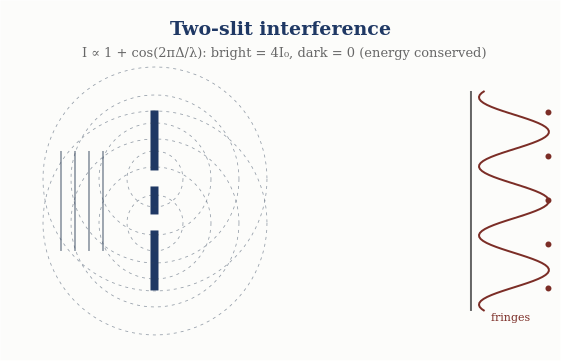 Two-slit interference
I ∝ 1 + cos(2πΔ/λ): bright = 4I₀, dark = 0 (energy conserved)
fringes